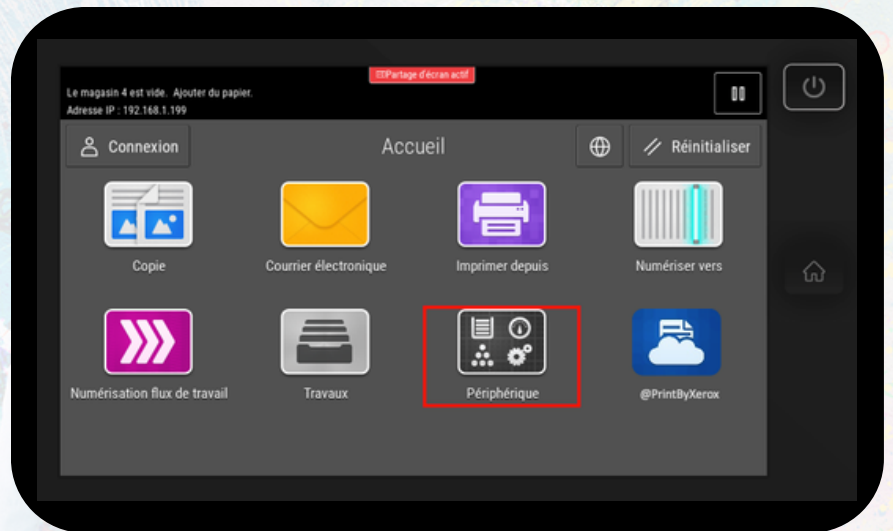 Partage d'écran actif
Le magasin 4 est vide. Ajouter du papier.
Adresse IP : 192.168.1.199
Connexion
Accueil
Réinitialiser
Copie
Courrier électronique
Imprimer depuis
Numériser vers
Numérisation flux de travail
Travaux
Périphérique
@PrintByXerox